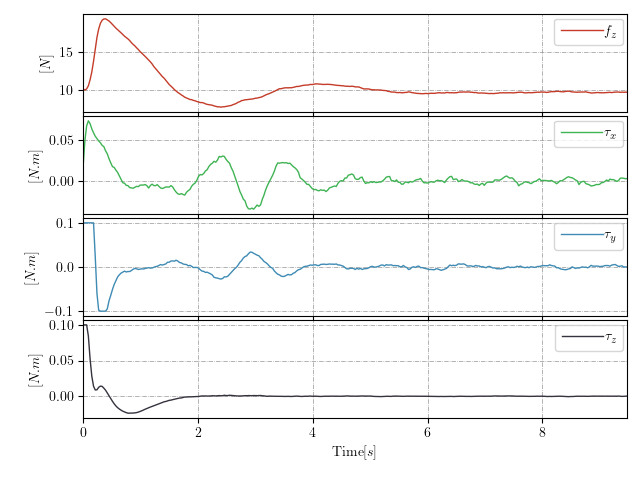 [N]
15
10
f_z
[N.m]
0.05
0.00
τ_x
[N.m]
0.1
0.0
−0.1
τ_y
[N.m]
0.10
0.05
0.00
τ_z
0 2 4 6 8
Time[s]